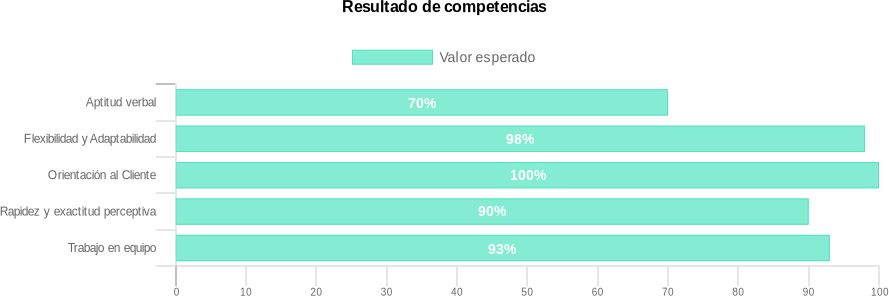 Resultado de competencias
Valor esperado
Aptitud verbal 70%
Flexibilidad y Adaptabilidad 98%
Orientación al Cliente 100%
Rapidez y exactitud perceptiva 90%
Trabajo en equipo 93%
0 10 20 30 40 50 60 70 80 90 100